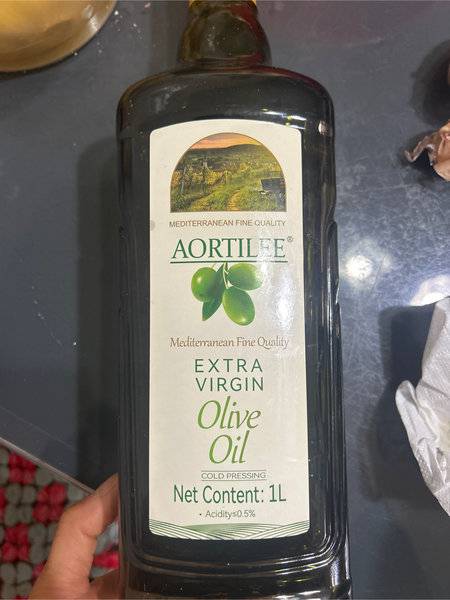 MEDITERRANEAN FINE QUALITY
AORTILEE®
Mediterranean Fine Quality
EXTRA
VIRGIN
Olive
Oil
COLD PRESSING
Net Content: 1L
• Acidity≤0.5%